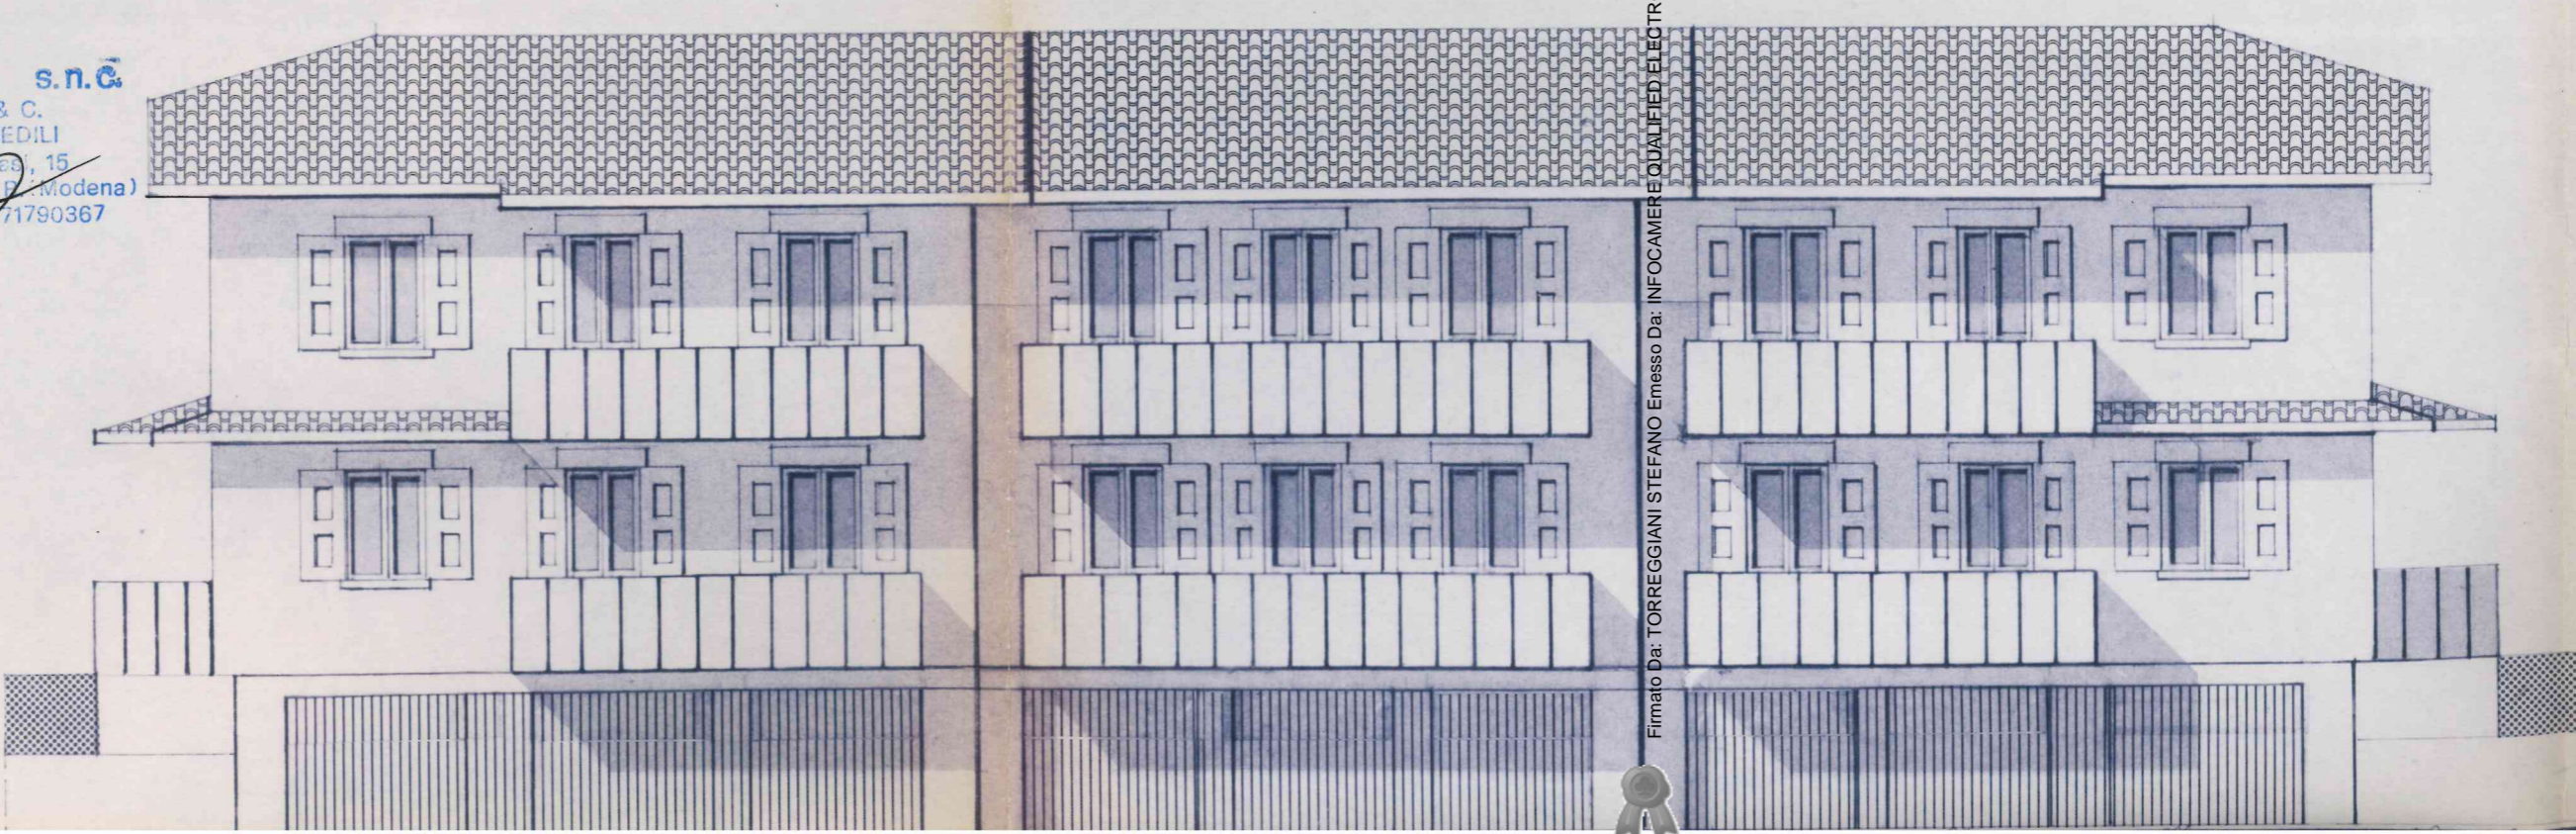 s.n.c.
& C.
EDILI
15
Modena)
71790367
Firmato Da: TORREGGIANI STEFANO Emesso Da: INFOCAMERE QUALIFIED ELECTR